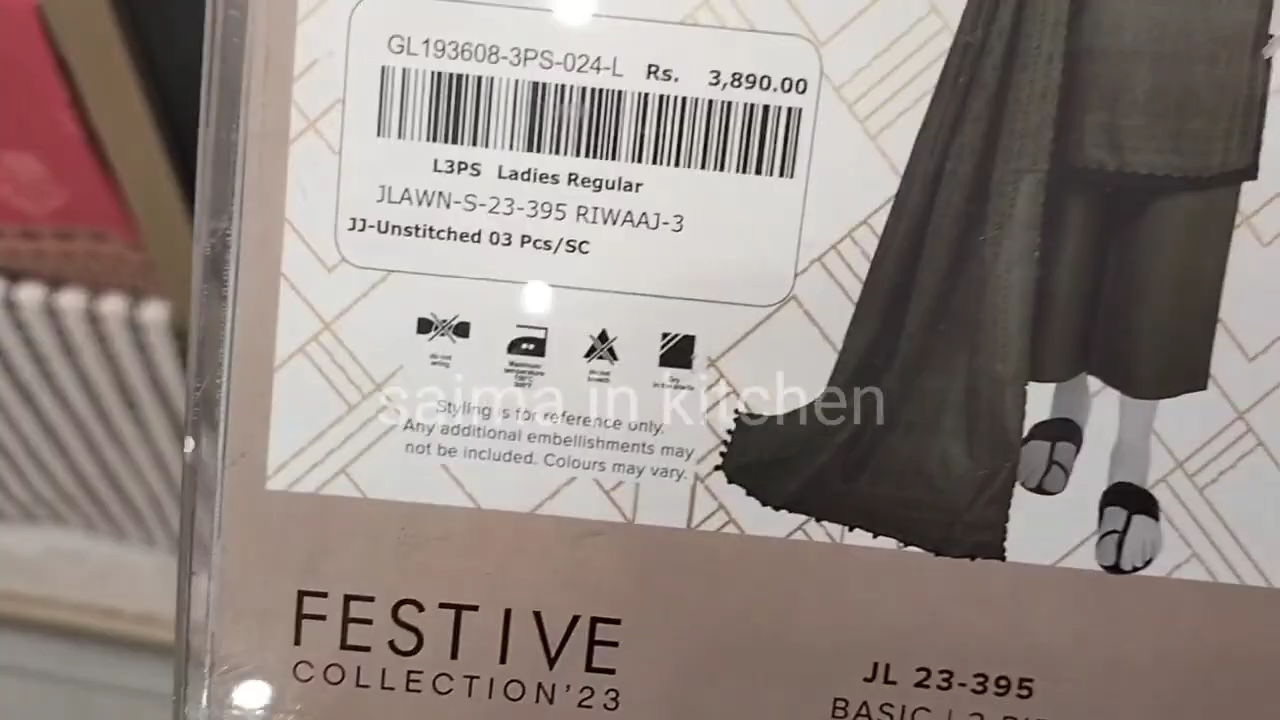 GL193608-3PS-024-L Rs. 3,890.00
L3PS Ladies Regular
JLAWN-S-23-395 RIWAAJ-3
JJ-Unstitched 03 Pcs/SC
Maximum
temperature
saima in kitchen
Styling is for reference only.
Any additional embellishments may
not be included. Colours may vary.
FESTIVE
COLLECTION'23
JL 23-395
BASIC |